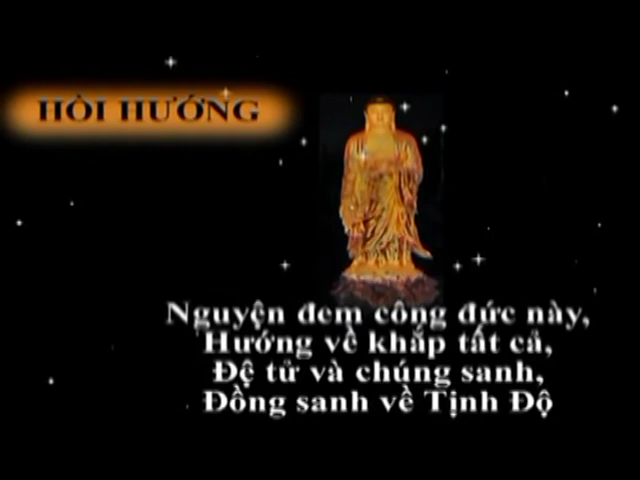 HỒI HƯỚNG
Nguyện đem công đức này,
Hướng về khắp tất cả,
Đệ tử và chúng sanh,
Đồng sanh về Tịnh Độ